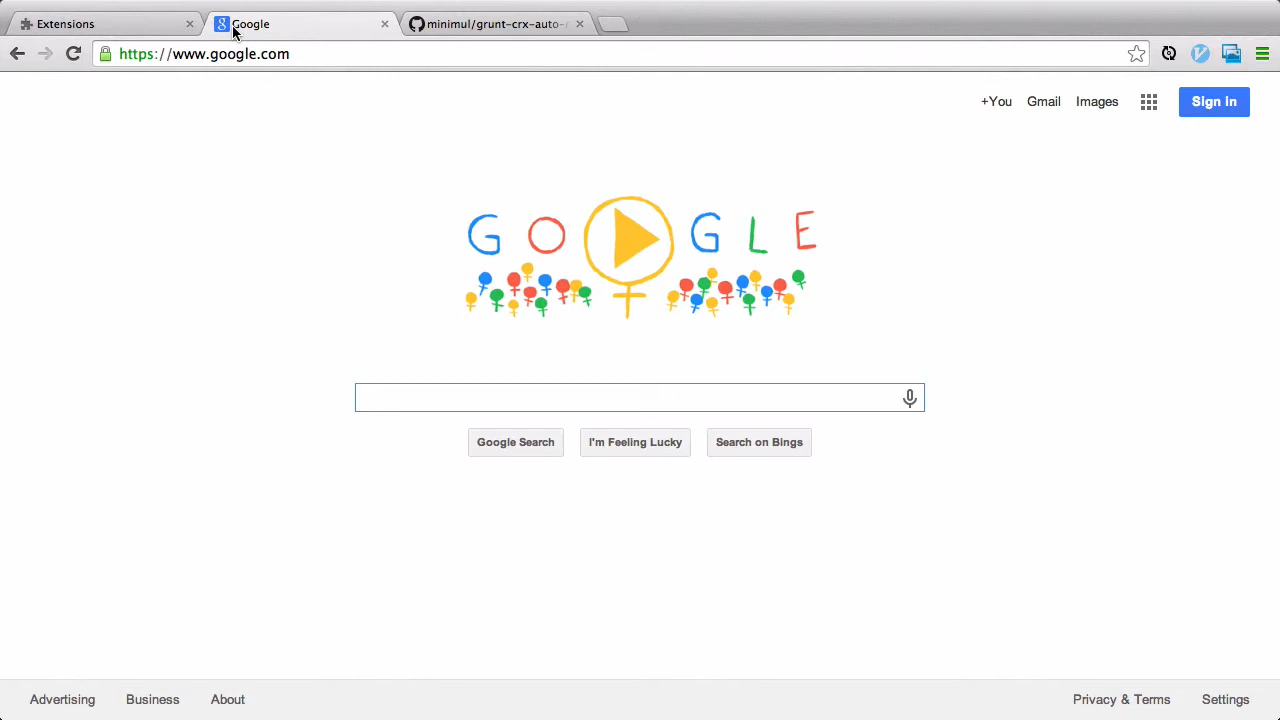 Extensions
Google
minimul/grunt-crx-auto-
https://www.google.com
+You
Gmail
Images
Sign in
GOOGLE
Google Search
I'm Feeling Lucky
Search on Bings
Advertising
Business
About
Privacy & Terms
Settings